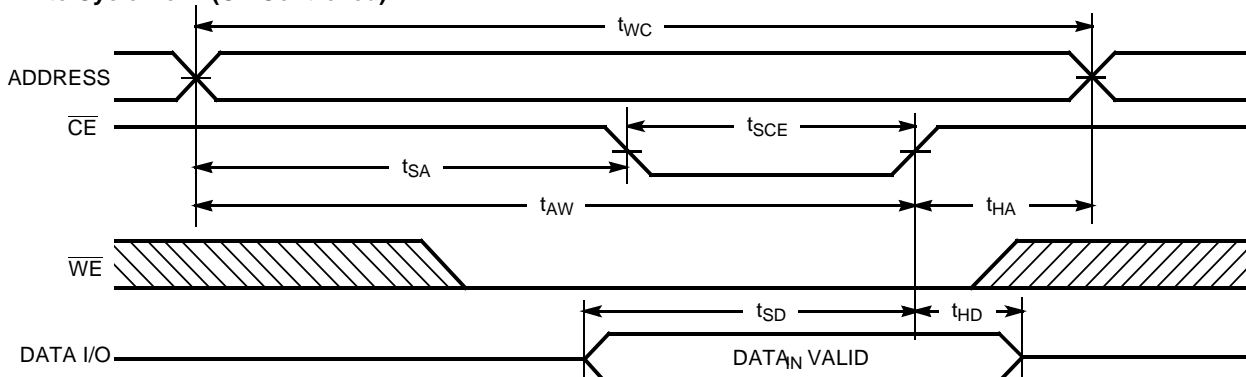 tWC
ADDRESS
CE
tSCE
tSA
tAW
tHA
WE
tSD
tHD
DATA I/O
DATAIN VALID